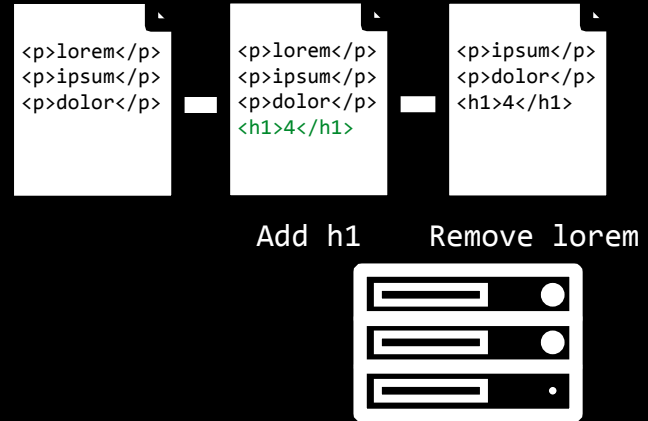 <p>lorem</p>
<p>ipsum</p>
<p>dolor</p>
<p>lorem</p>
<p>ipsum</p>
<p>dolor</p>
<h1>4</h1>
<p>ipsum</p>
<p>dolor</p>
<h1>4</h1>
Add h1
Remove lorem